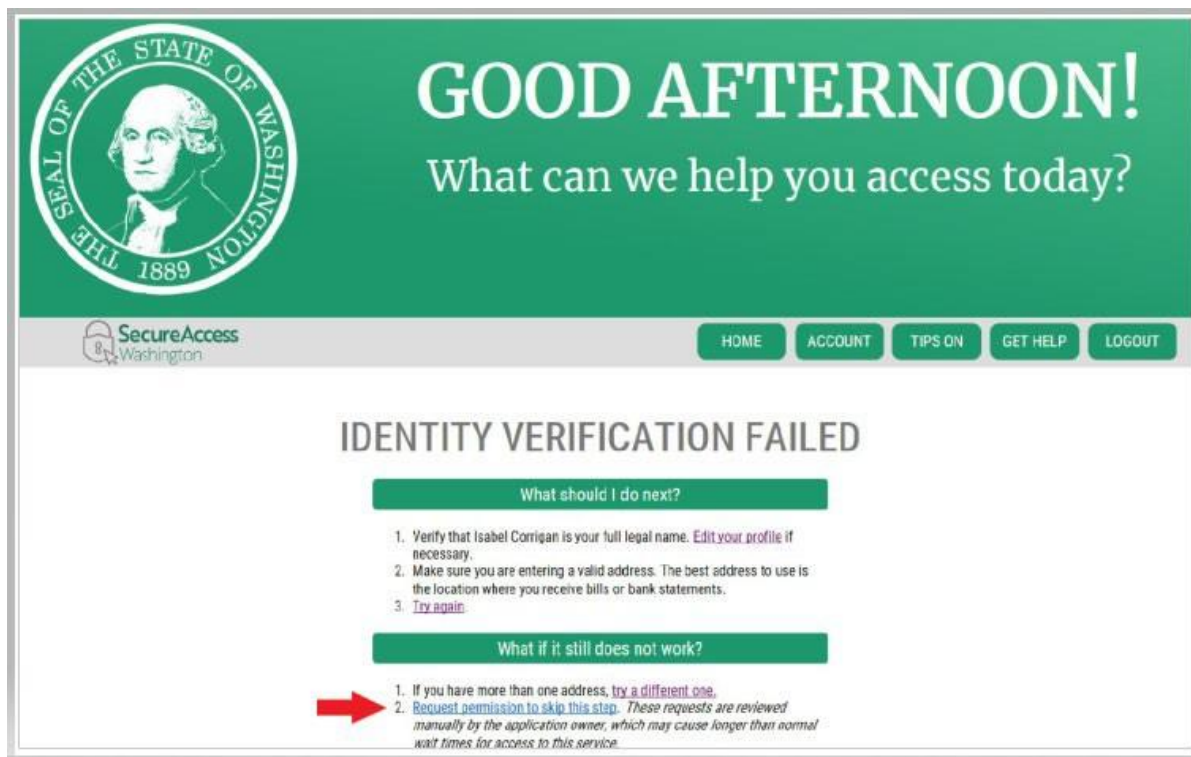 THE SEAL OF THE STATE OF WASHINGTON
1889
GOOD AFTERNOON!
What can we help you access today?
SecureAccess
Washington
HOME ACCOUNT TIPS ON GET HELP LOGOUT
IDENTITY VERIFICATION FAILED
What should I do next?
1. Verify that Isabel Corrigan is your full legal name. Edit your profile if
necessary.
2. Make sure you are entering a valid address. The best address to use is
the location where you receive bills or bank statements.
3. Try again.
What if it still does not work?
1. If you have more than one address, try a different one.
2. Request permission to skip this step. These requests are reviewed
manually by the application owner, which may cause longer than normal
wait times for access to this service.